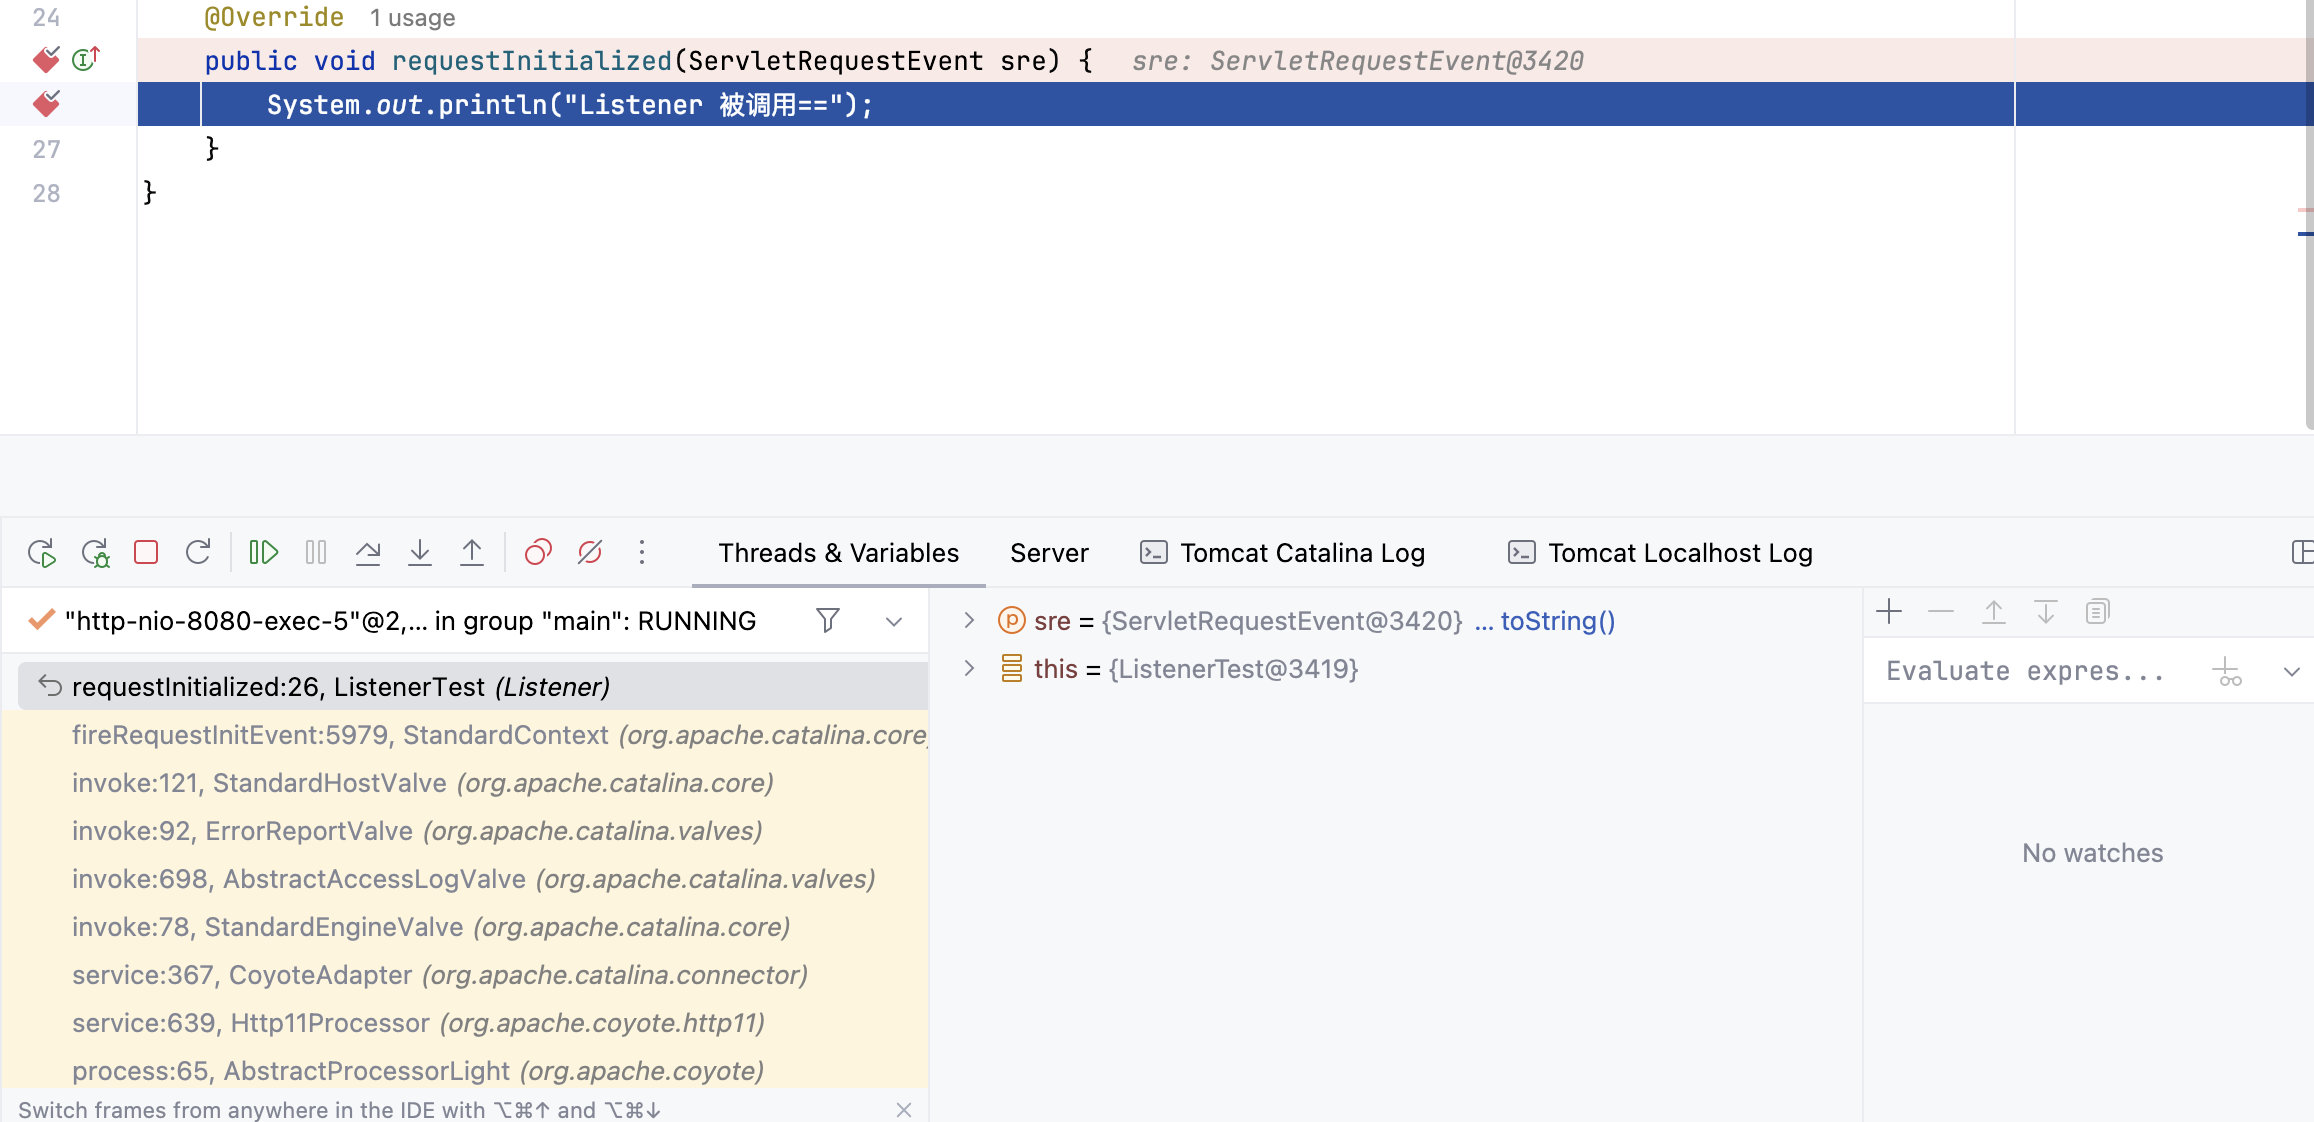 24 @Override 1 usage
public void requestInitialized(ServletRequestEvent sre) { sre: ServletRequestEvent@3420
System.out.println("Listener 被调用==");
27 }
28 }
Threads & Variables Server Tomcat Catalina Log Tomcat Localhost Log
"http-nio-8080-exec-5"@2,... in group "main": RUNNING
requestInitialized:26, ListenerTest (Listener)
fireRequestInitEvent:5979, StandardContext (org.apache.catalina.core)
invoke:121, StandardHostValve (org.apache.catalina.core)
invoke:92, ErrorReportValve (org.apache.catalina.valves)
invoke:698, AbstractAccessLogValve (org.apache.catalina.valves)
invoke:78, StandardEngineValve (org.apache.catalina.core)
service:367, CoyoteAdapter (org.apache.catalina.connector)
service:639, Http11Processor (org.apache.coyote.http11)
process:65, AbstractProcessorLight (org.apache.coyote)
Switch frames from anywhere in the IDE with ⌥⌘↑ and ⌥⌘↓
sre = {ServletRequestEvent@3420} ... toString()
this = {ListenerTest@3419}
Evaluate expres...
No watches